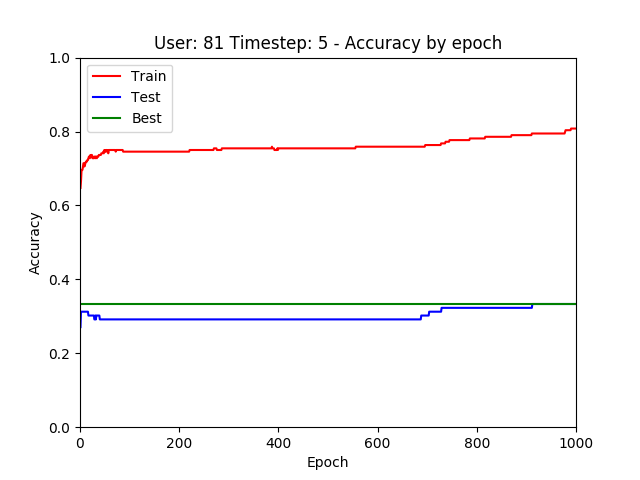 User: 81 Timestep: 5 - Accuracy by epoch
1.0
0.8
0.6
0.4
0.2
0.0
Accuracy
Train
Test
Best
0 200 400 600 800 1000
Epoch